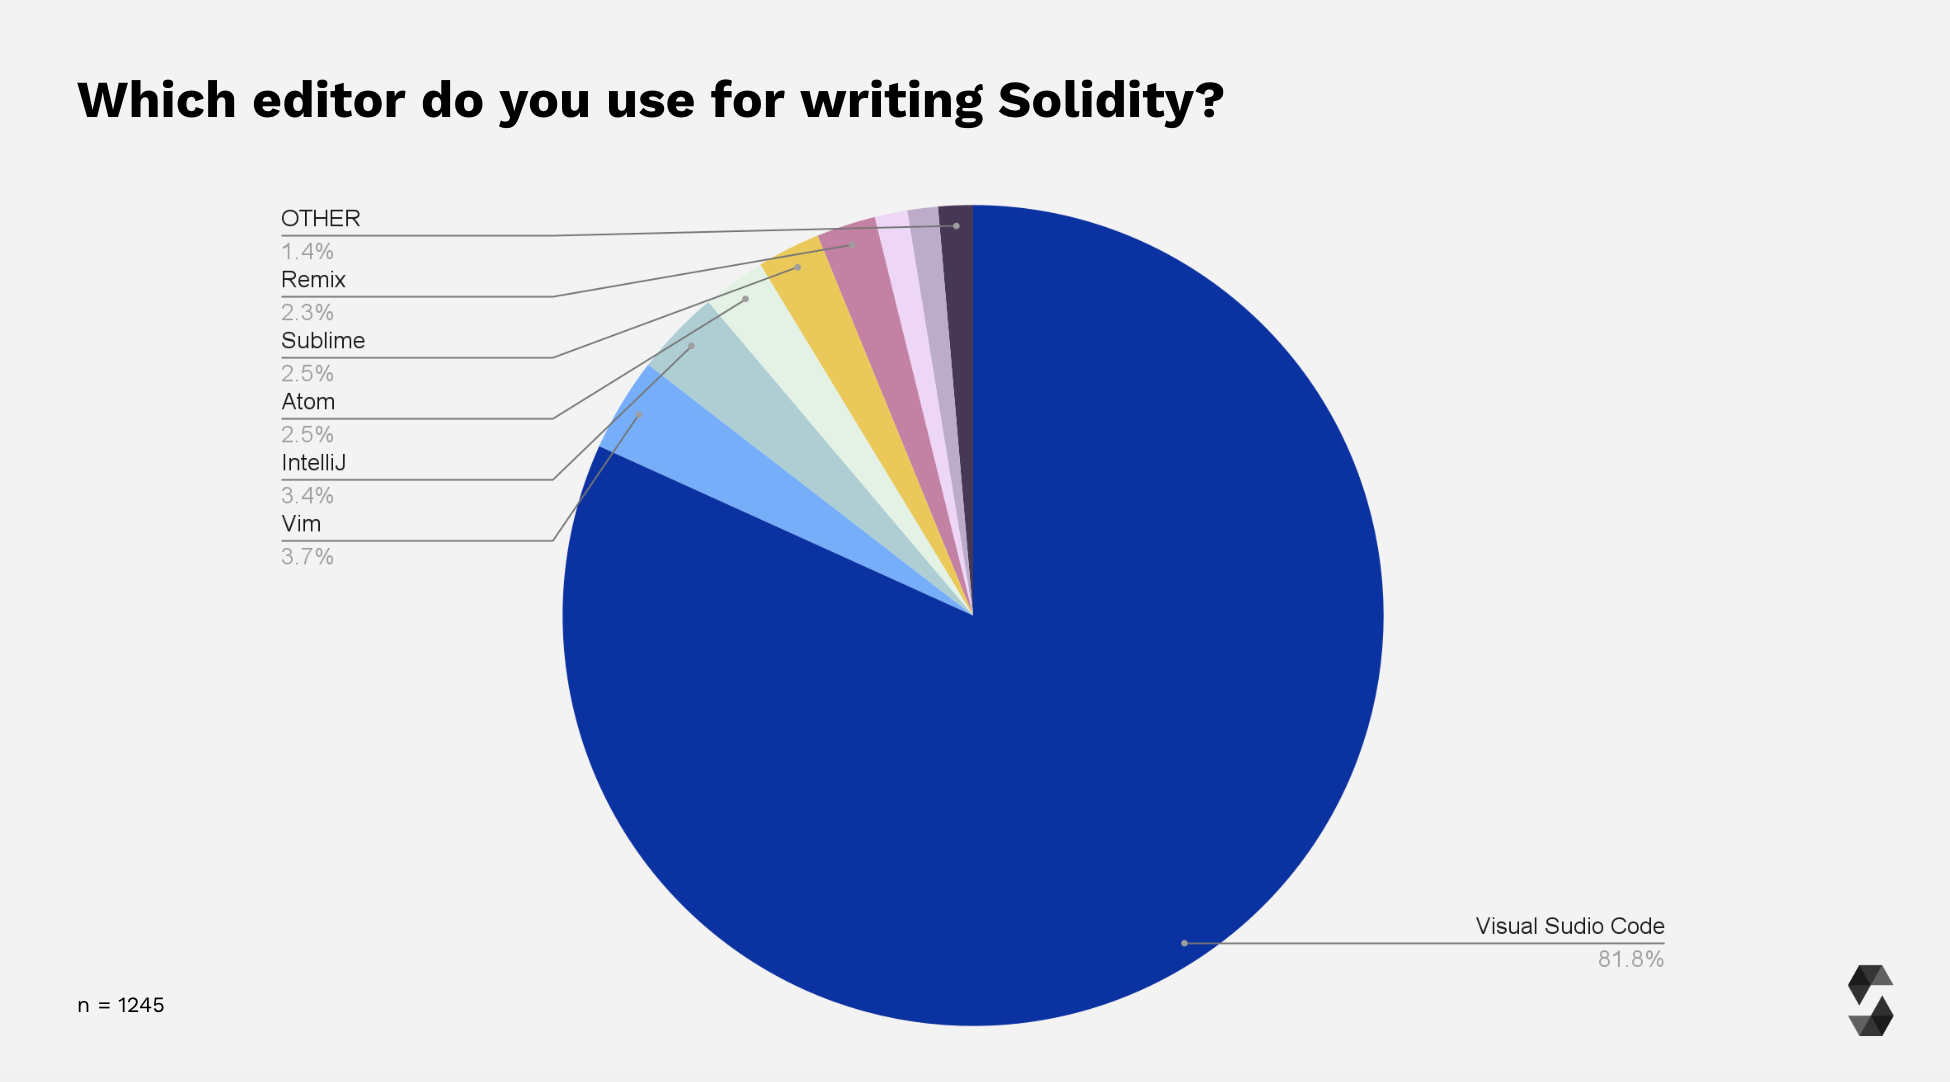 Which editor do you use for writing Solidity?
OTHER
1.4%
Remix
2.3%
Sublime
2.5%
Atom
2.5%
IntelliJ
3.4%
Vim
3.7%
Visual Sudio Code
81.8%
n = 1245